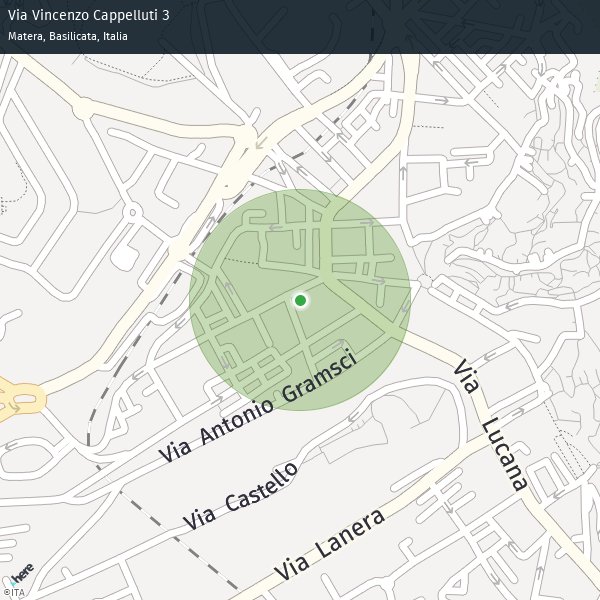 Via Vincenzo Cappelluti 3
Matera, Basilicata, Italia
Via Antonio Gramsci
Via Lucana
Via Castello
Via Lanera
here
©ITA